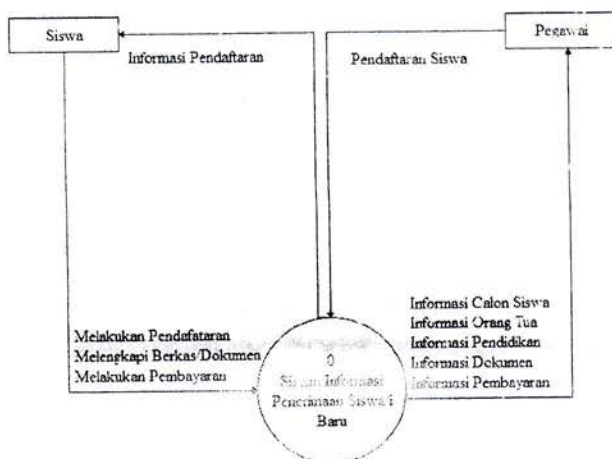 Siswa
Pegawai
Informasi Pendaftaran
Pendaftaran Siswa
Melakukan Pendafataran
Melengkapi Berkas/Dokumen
Melakukan Pembayaran
Informasi Calon Siswa
Informasi Orang Tua
Informasi Pendidikan
Informasi Dokumen
Informasi Pembayaran
0
Sistem Informasi
Penerimaan Siswa/i
Baru